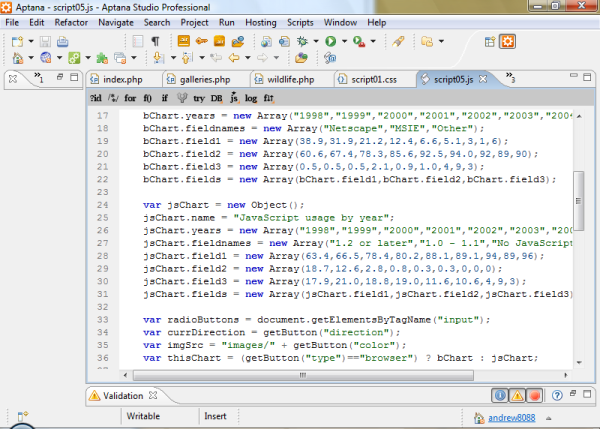 Aptana - script05.js - Aptana Studio Professional
File Edit Refactor Navigate Search Project Run Hosting Scripts Window Help
»1 index.php galleries.php wildlife.php script01.css script05.js »3
?id /*/ for f() if try DB js log fit
17 bChart.years = new Array("1998","1999","2000","2001","2002","2003","2004
18 bChart.fieldnames = new Array("Netscape","MSIE","Other");
19 bChart.field1 = new Array(38.9,31.9,21.2,12.4,6.6,5.1,3,1,6);
20 bChart.field2 = new Array(60.6,67.4,78.3,85.6,92.5,94.0,92,89,90);
21 bChart.field3 = new Array(0.5,0.5,0.5,2.1,0.9,1.0,4,9,3);
22 bChart.fields = new Array(bChart.field1,bChart.field2,bChart.field3);
23
24 var jsChart = new Object();
25 jsChart.name = "JavaScript usage by year";
26 jsChart.years = new Array("1998","1999","2000","2001","2002","2003","200
27 jsChart.fieldnames = new Array("1.2 or later","1.0 - 1.1","No JavaScript
28 jsChart.field1 = new Array(63.4,66.5,78.4,80.2,88.1,89.1,94,89,96);
29 jsChart.field2 = new Array(18.7,12.6,2.8,0.8,0.3,0.3,0,0,0);
30 jsChart.field3 = new Array(17.9,21.0,18.8,19.0,11.6,10.6,4,9,3);
31 jsChart.fields = new Array(jsChart.field1,jsChart.field2,jsChart.field3)
32
33 var radioButtons = document.getElementsByTagName("input");
34 var currDirection = getButton("direction");
35 var imgSrc = "images/" + getButton("color");
36 var thisChart = (getButton("type")=="browser") ? bChart : jsChart;
Validation
Writable Insert andrew8088